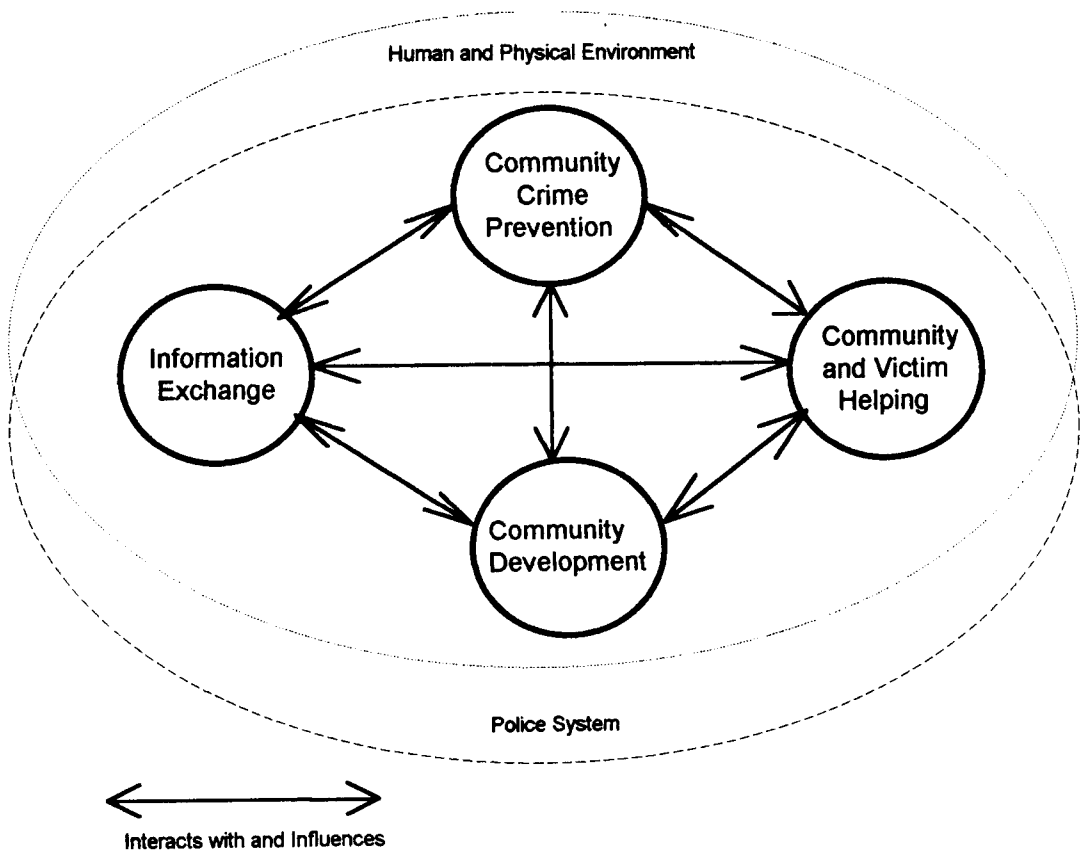 Human and Physical Environment
Community
Crime
Prevention
Information
Exchange
Community
and Victim
Helping
Community
Development
Police System
Interacts with and Influences